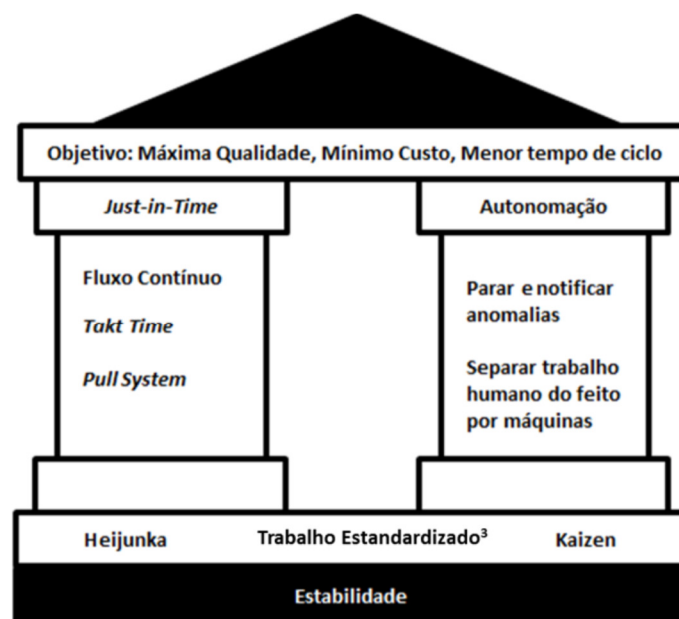 Objetivo: Máxima Qualidade, Mínimo Custo, Menor tempo de ciclo
Just-in-Time
Fluxo Contínuo
Takt Time
Pull System
Autonomação
Parar e notificar
anomalias
Separar trabalho
humano do feito
por máquinas
Heijunka Trabalho Estandardizado³ Kaizen
Estabilidade